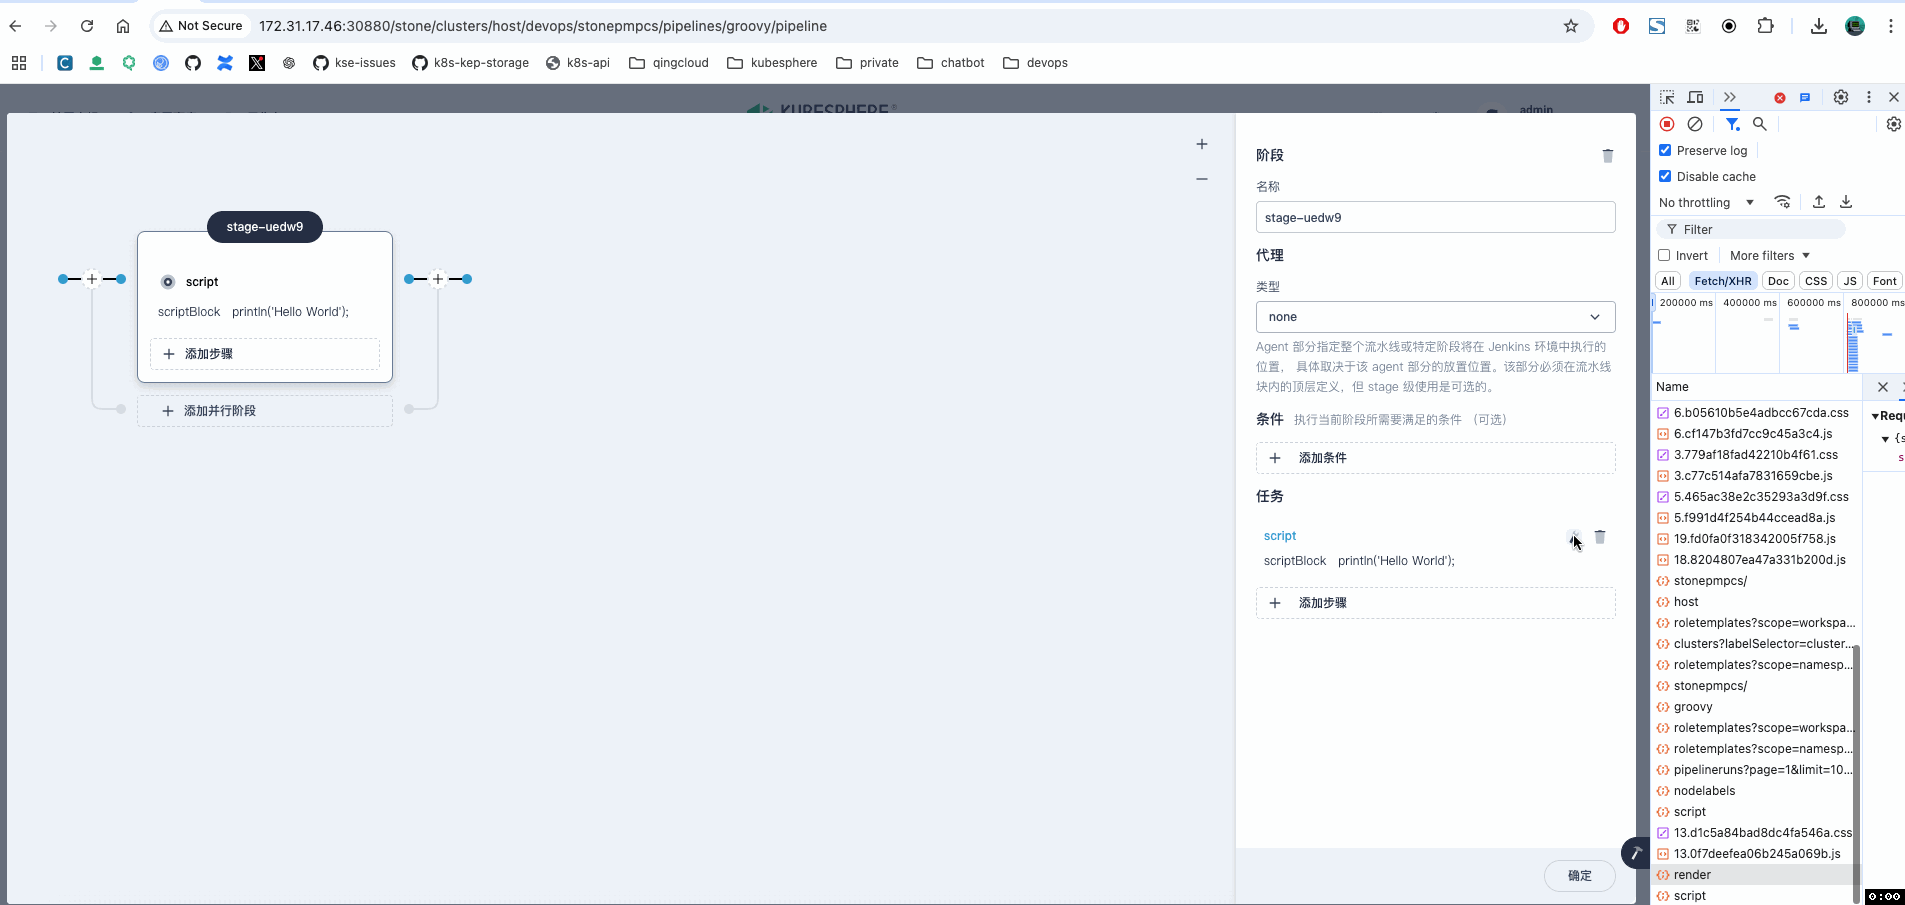 Not Secure 172.31.17.46:30880/stone/clusters/host/devops/stonepmpcs/pipelines/groovy/pipeline
kse-issues k8s-kep-storage k8s-api qingcloud kubesphere private chatbot devops
KUBESPHERE
admin
stage-uedw9
script
scriptBlock println('Hello World');
添加步骤
添加并行阶段
阶段
名称
stage-uedw9
代理
类型
none
Agent 部分指定整个流水线或特定阶段将在 Jenkins 环境中执行的
位置， 具体取决于该 agent 部分的放置位置。该部分必须在流水线
块内的顶层定义，但 stage 级使用是可选的。
条件 执行当前阶段所需要满足的条件 （可选）
添加条件
任务
script
scriptBlock println('Hello World');
添加步骤
确定
Preserve log
Disable cache
No throttling
Filter
Invert More filters
All Fetch/XHR Doc CSS JS Font
200000 ms 400000 ms 600000 ms 800000 ms
Name
6.b05610b5e4adbcc67cda.css
6.cf147b3fd7cc9c45a3c4.js
3.779af18fad42210b4f61.css
3.c77c514afa7831659cbe.js
5.465ac38e2c35293a3d9f.css
5.f991d4f254b44ccead8a.js
19.fd0fa0f318342005f758.js
18.8204807ea47a331b200d.js
stonepmpcs/
host
roletemplates?scope=workspa...
clusters?labelSelector=cluster...
roletemplates?scope=namesp...
stonepmpcs/
groovy
roletemplates?scope=workspa...
roletemplates?scope=namesp...
pipelineruns?page=1&limit=10...
nodelabels
script
13.d1c5a84bad8dc4fa546a.css
13.0f7deefea06b245a069b.js
render
script
Requ
{s
s
0:00